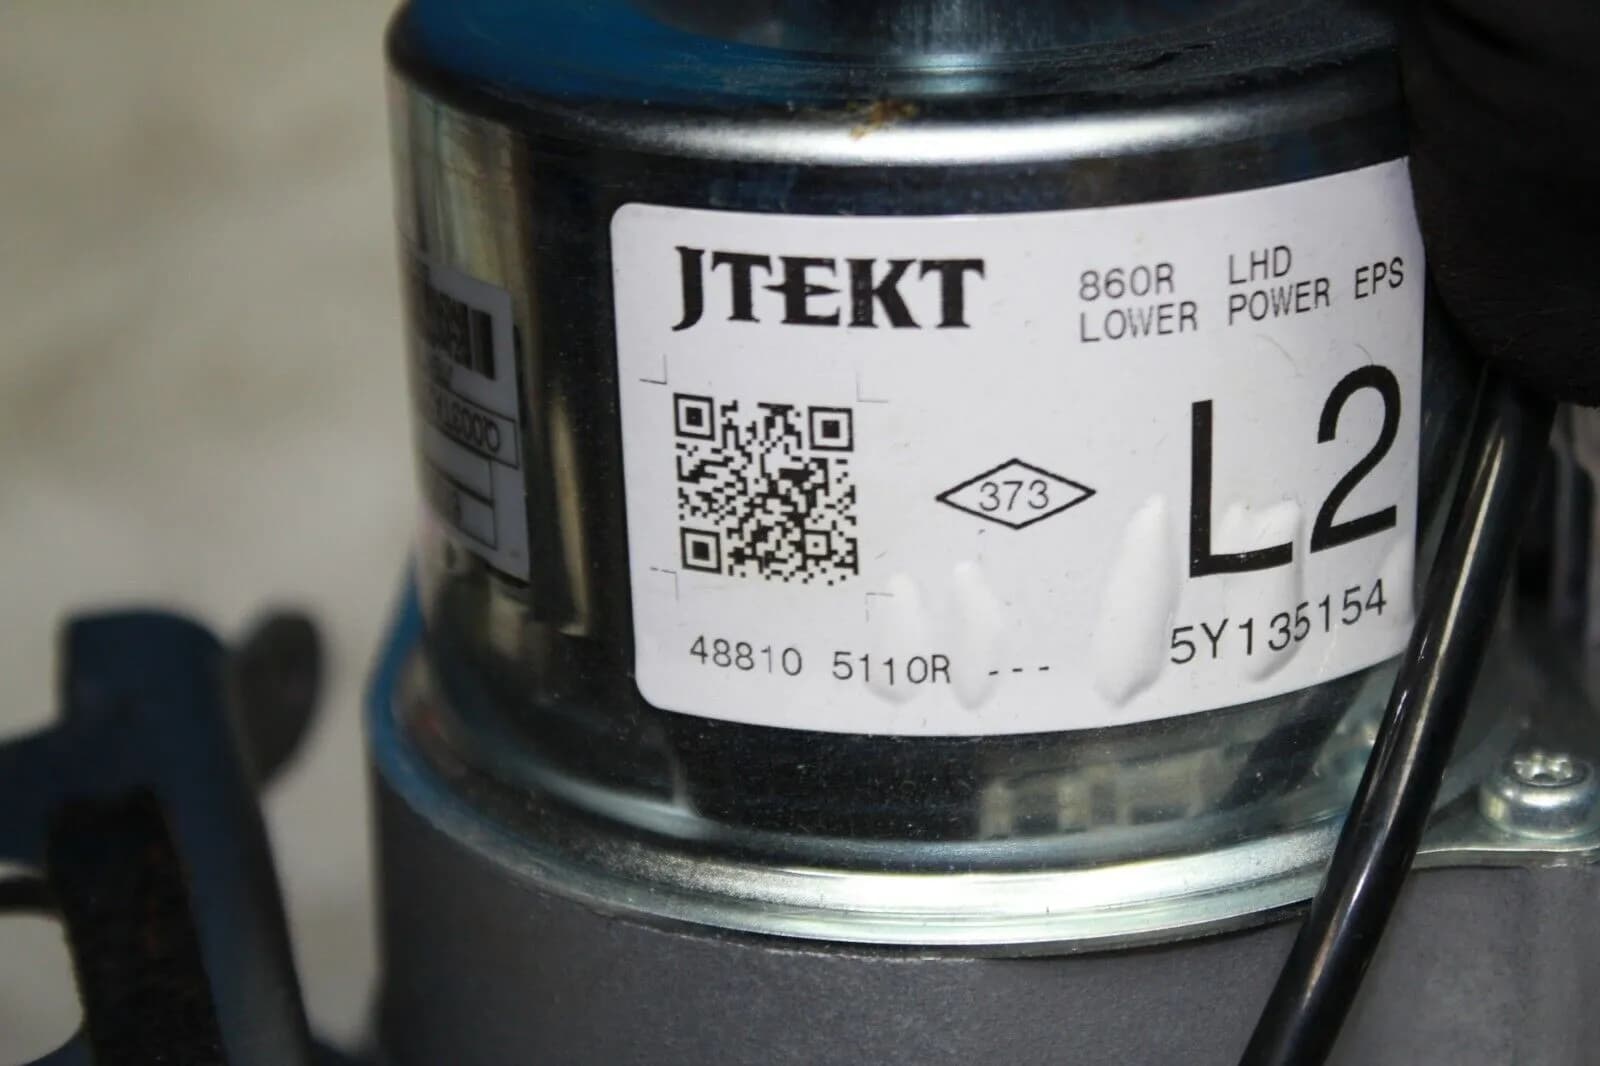 JTEKT
860R LHD
LOWER POWER EPS
373
L2
48810 5110R ---
5Y135154